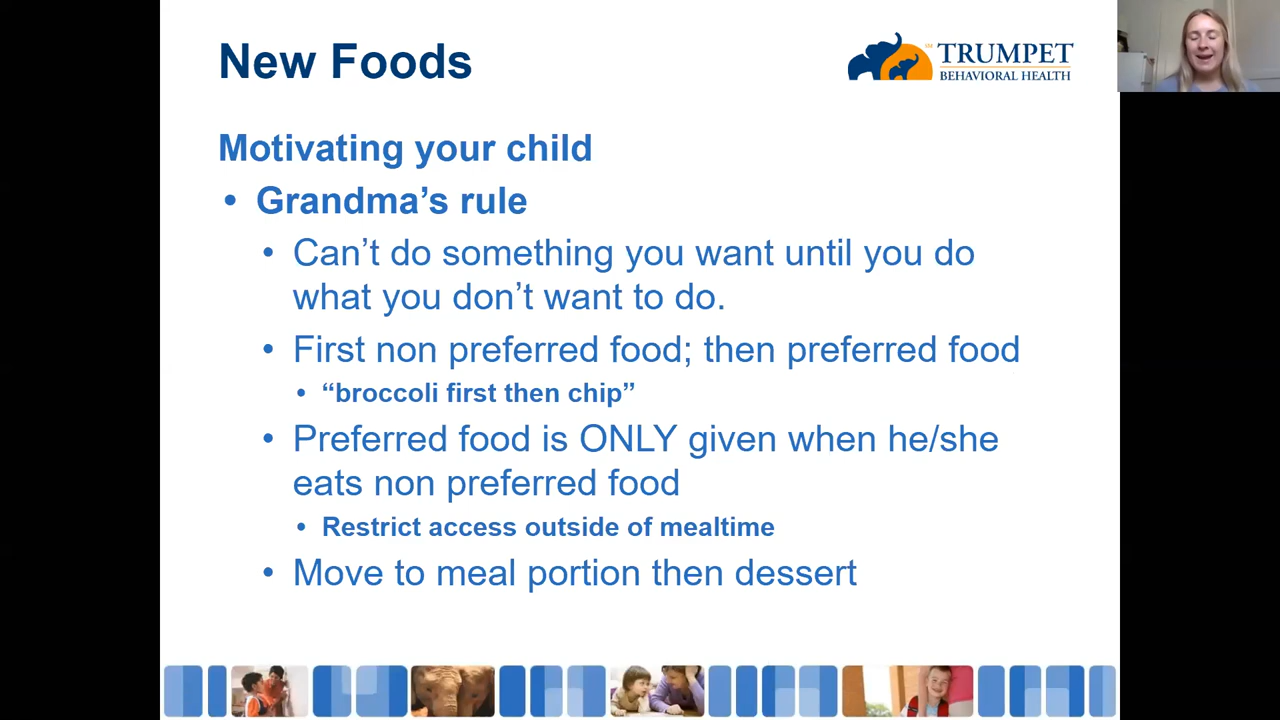 New Foods
TRUMPET
BEHAVIORAL HEALTH
Motivating your child
• Grandma’s rule
• Can’t do something you want until you do
what you don’t want to do.
• First non preferred food; then preferred food
• “broccoli first then chip”
• Preferred food is ONLY given when he/she
eats non preferred food
• Restrict access outside of mealtime
• Move to meal portion then dessert